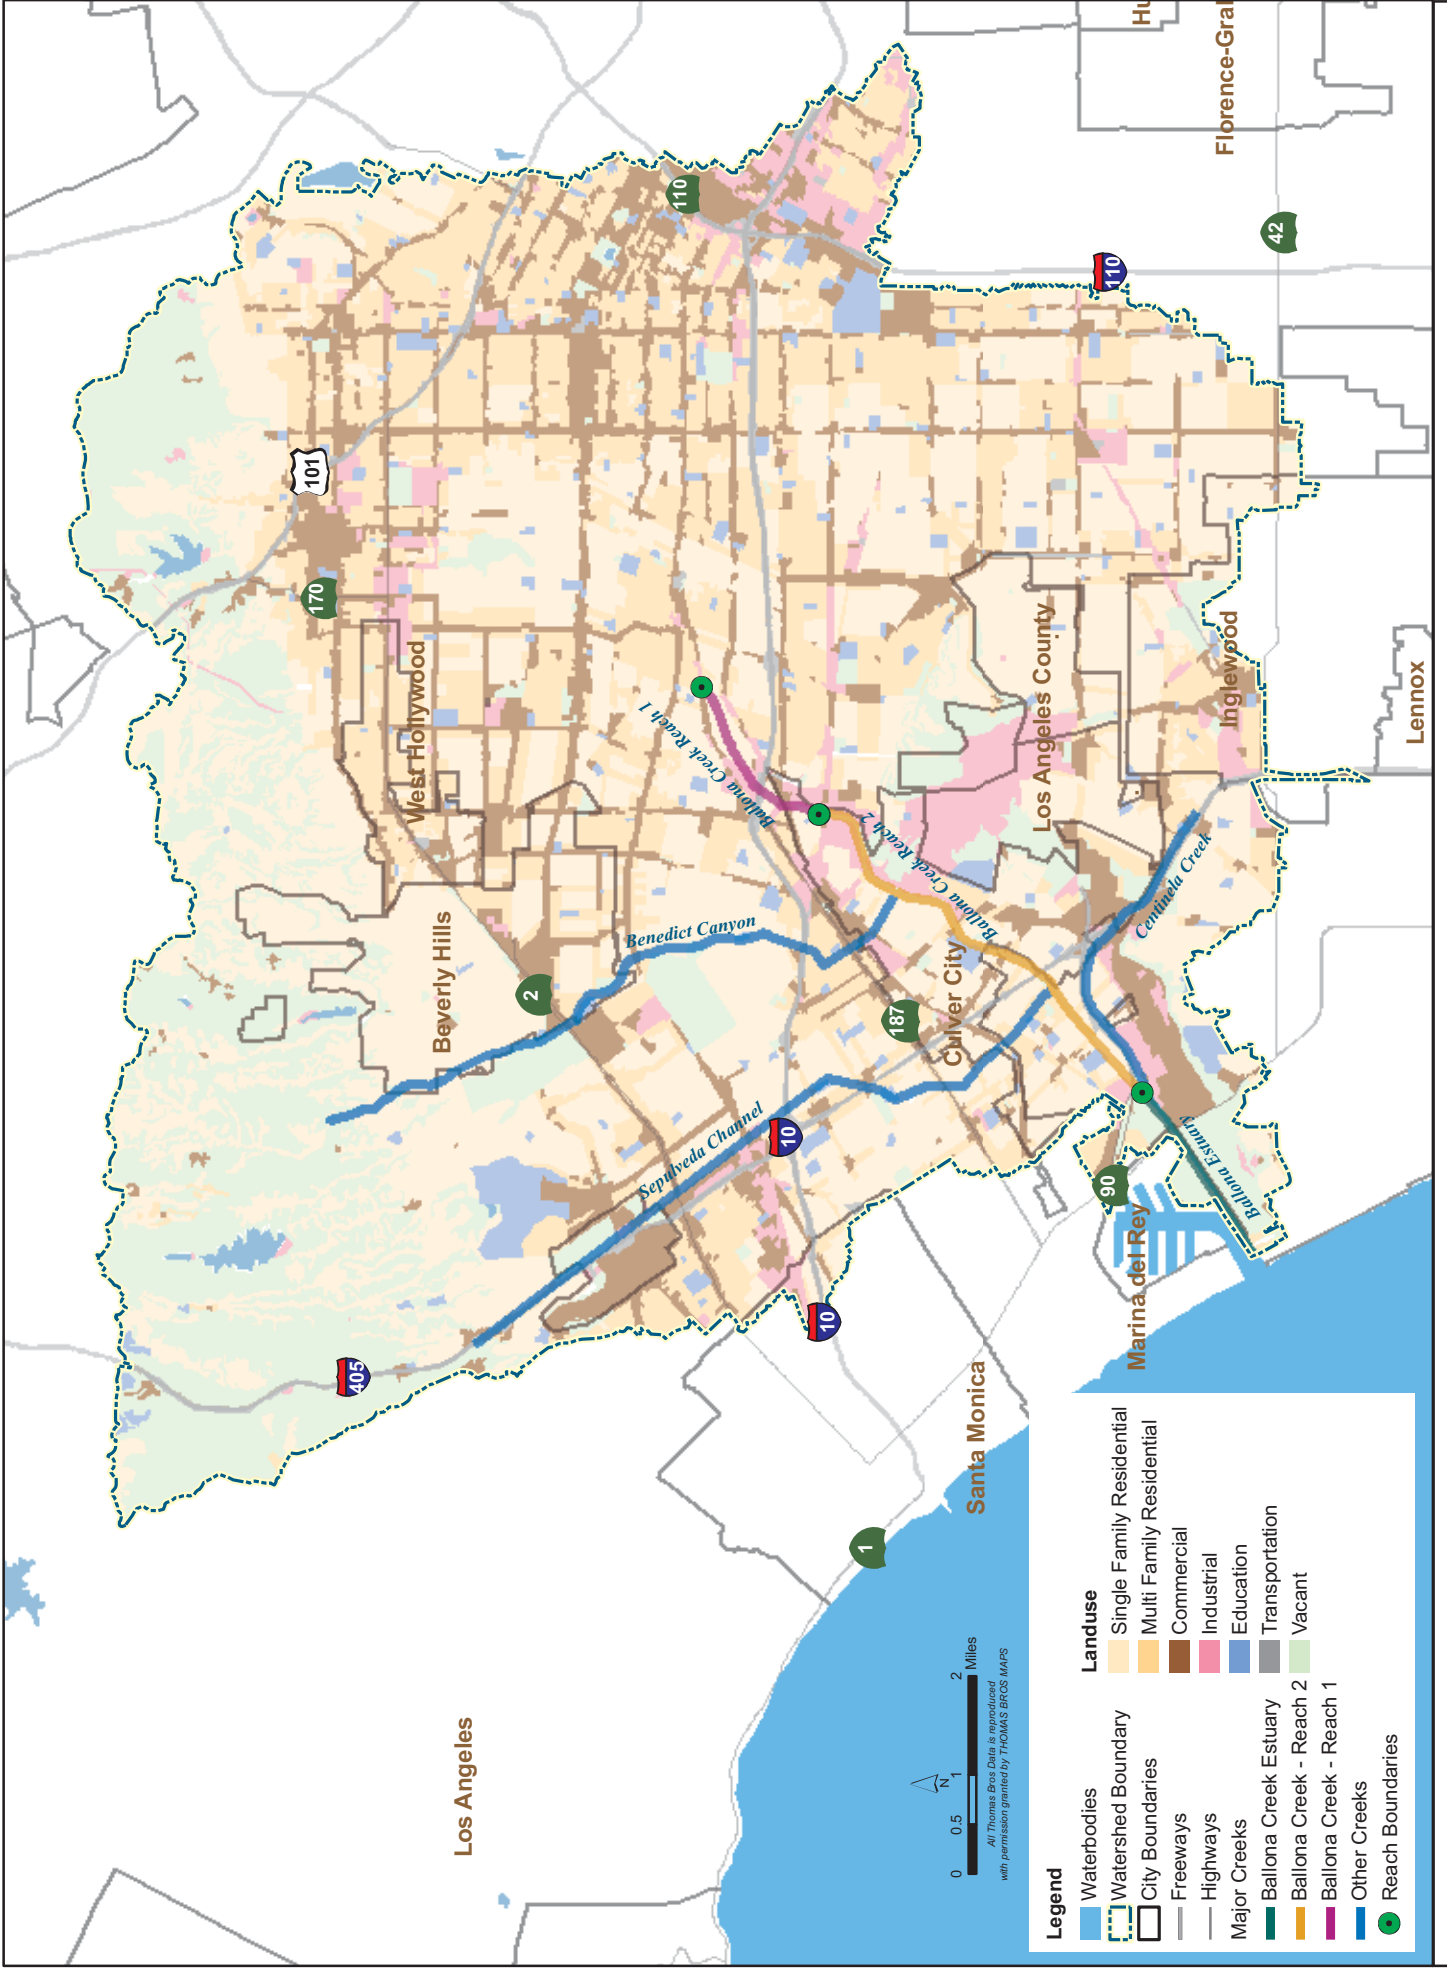 Los Angeles
Santa Monica
Marina del Rey
Beverly Hills
West Hollywood
Culver City
Los Angeles County
Inglewood
Lennox
Florence-Gra
Hu
Benedict Canyon
Sepulveda Channel
Ballona Creek Reach 1
Ballona Creek Reach 2
Centinela Creek
Ballona Estuary
405
101
170
2
110
110
42
187
10
10
90
1
N
0 0.5 1 2
Miles
All Thomas Bros Data is reproduced
with permission granted by THOMAS BROS MAPS
Legend
Waterbodies
Watershed Boundary
City Boundaries
Freeways
Highways
Major Creeks
Ballona Creek Estuary
Ballona Creek - Reach 2
Ballona Creek - Reach 1
Other Creeks
Reach Boundaries
Landuse
Single Family Residential
Multi Family Residential
Commercial
Industrial
Education
Transportation
Vacant